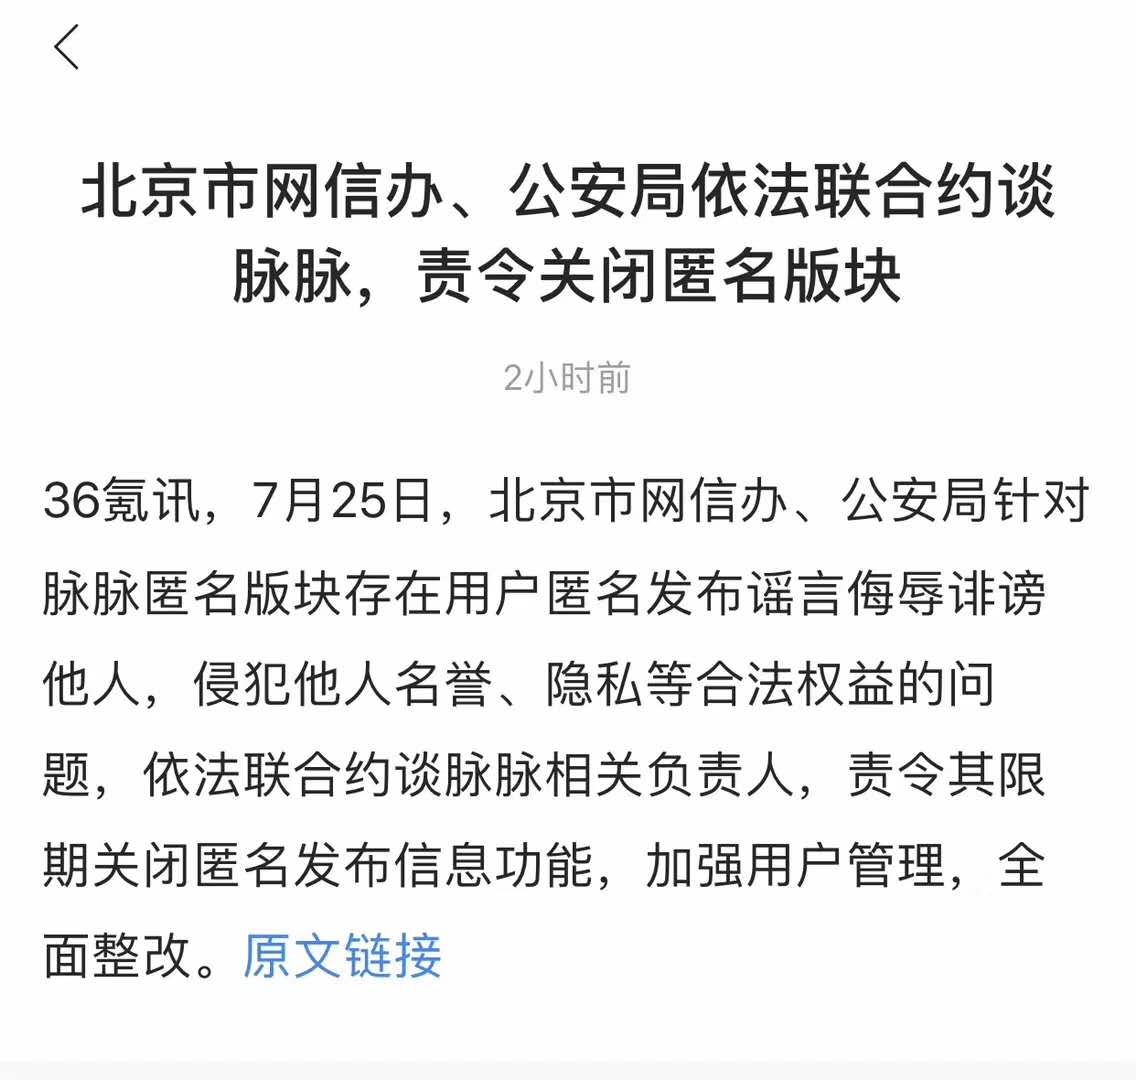 北京市网信办、公安局依法联合约谈
脉脉，责令关闭匿名版块
2小时前
36氪讯，7月25日，北京市网信办、公安局针对
脉脉匿名版块存在用户匿名发布谣言侮辱诽谤
他人，侵犯他人名誉、隐私等合法权益的问
题，依法联合约谈脉脉相关负责人，责令其限
期关闭匿名发布信息功能，加强用户管理，全
面整改。原文链接